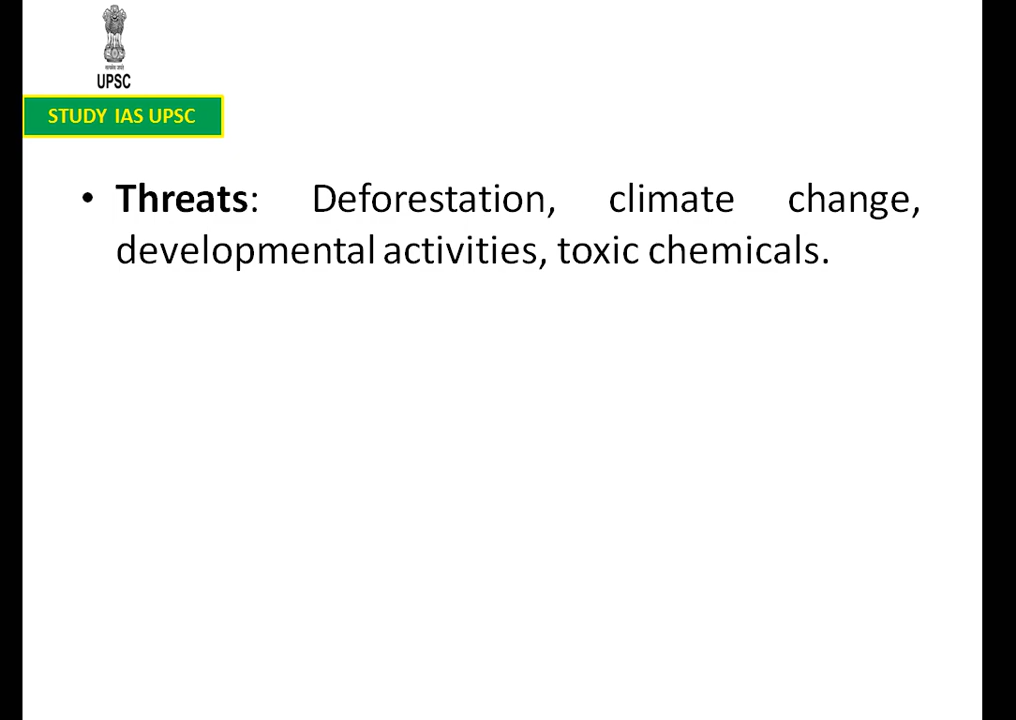 UPSC
STUDY IAS UPSC
• Threats: Deforestation, climate change,
developmental activities, toxic chemicals.